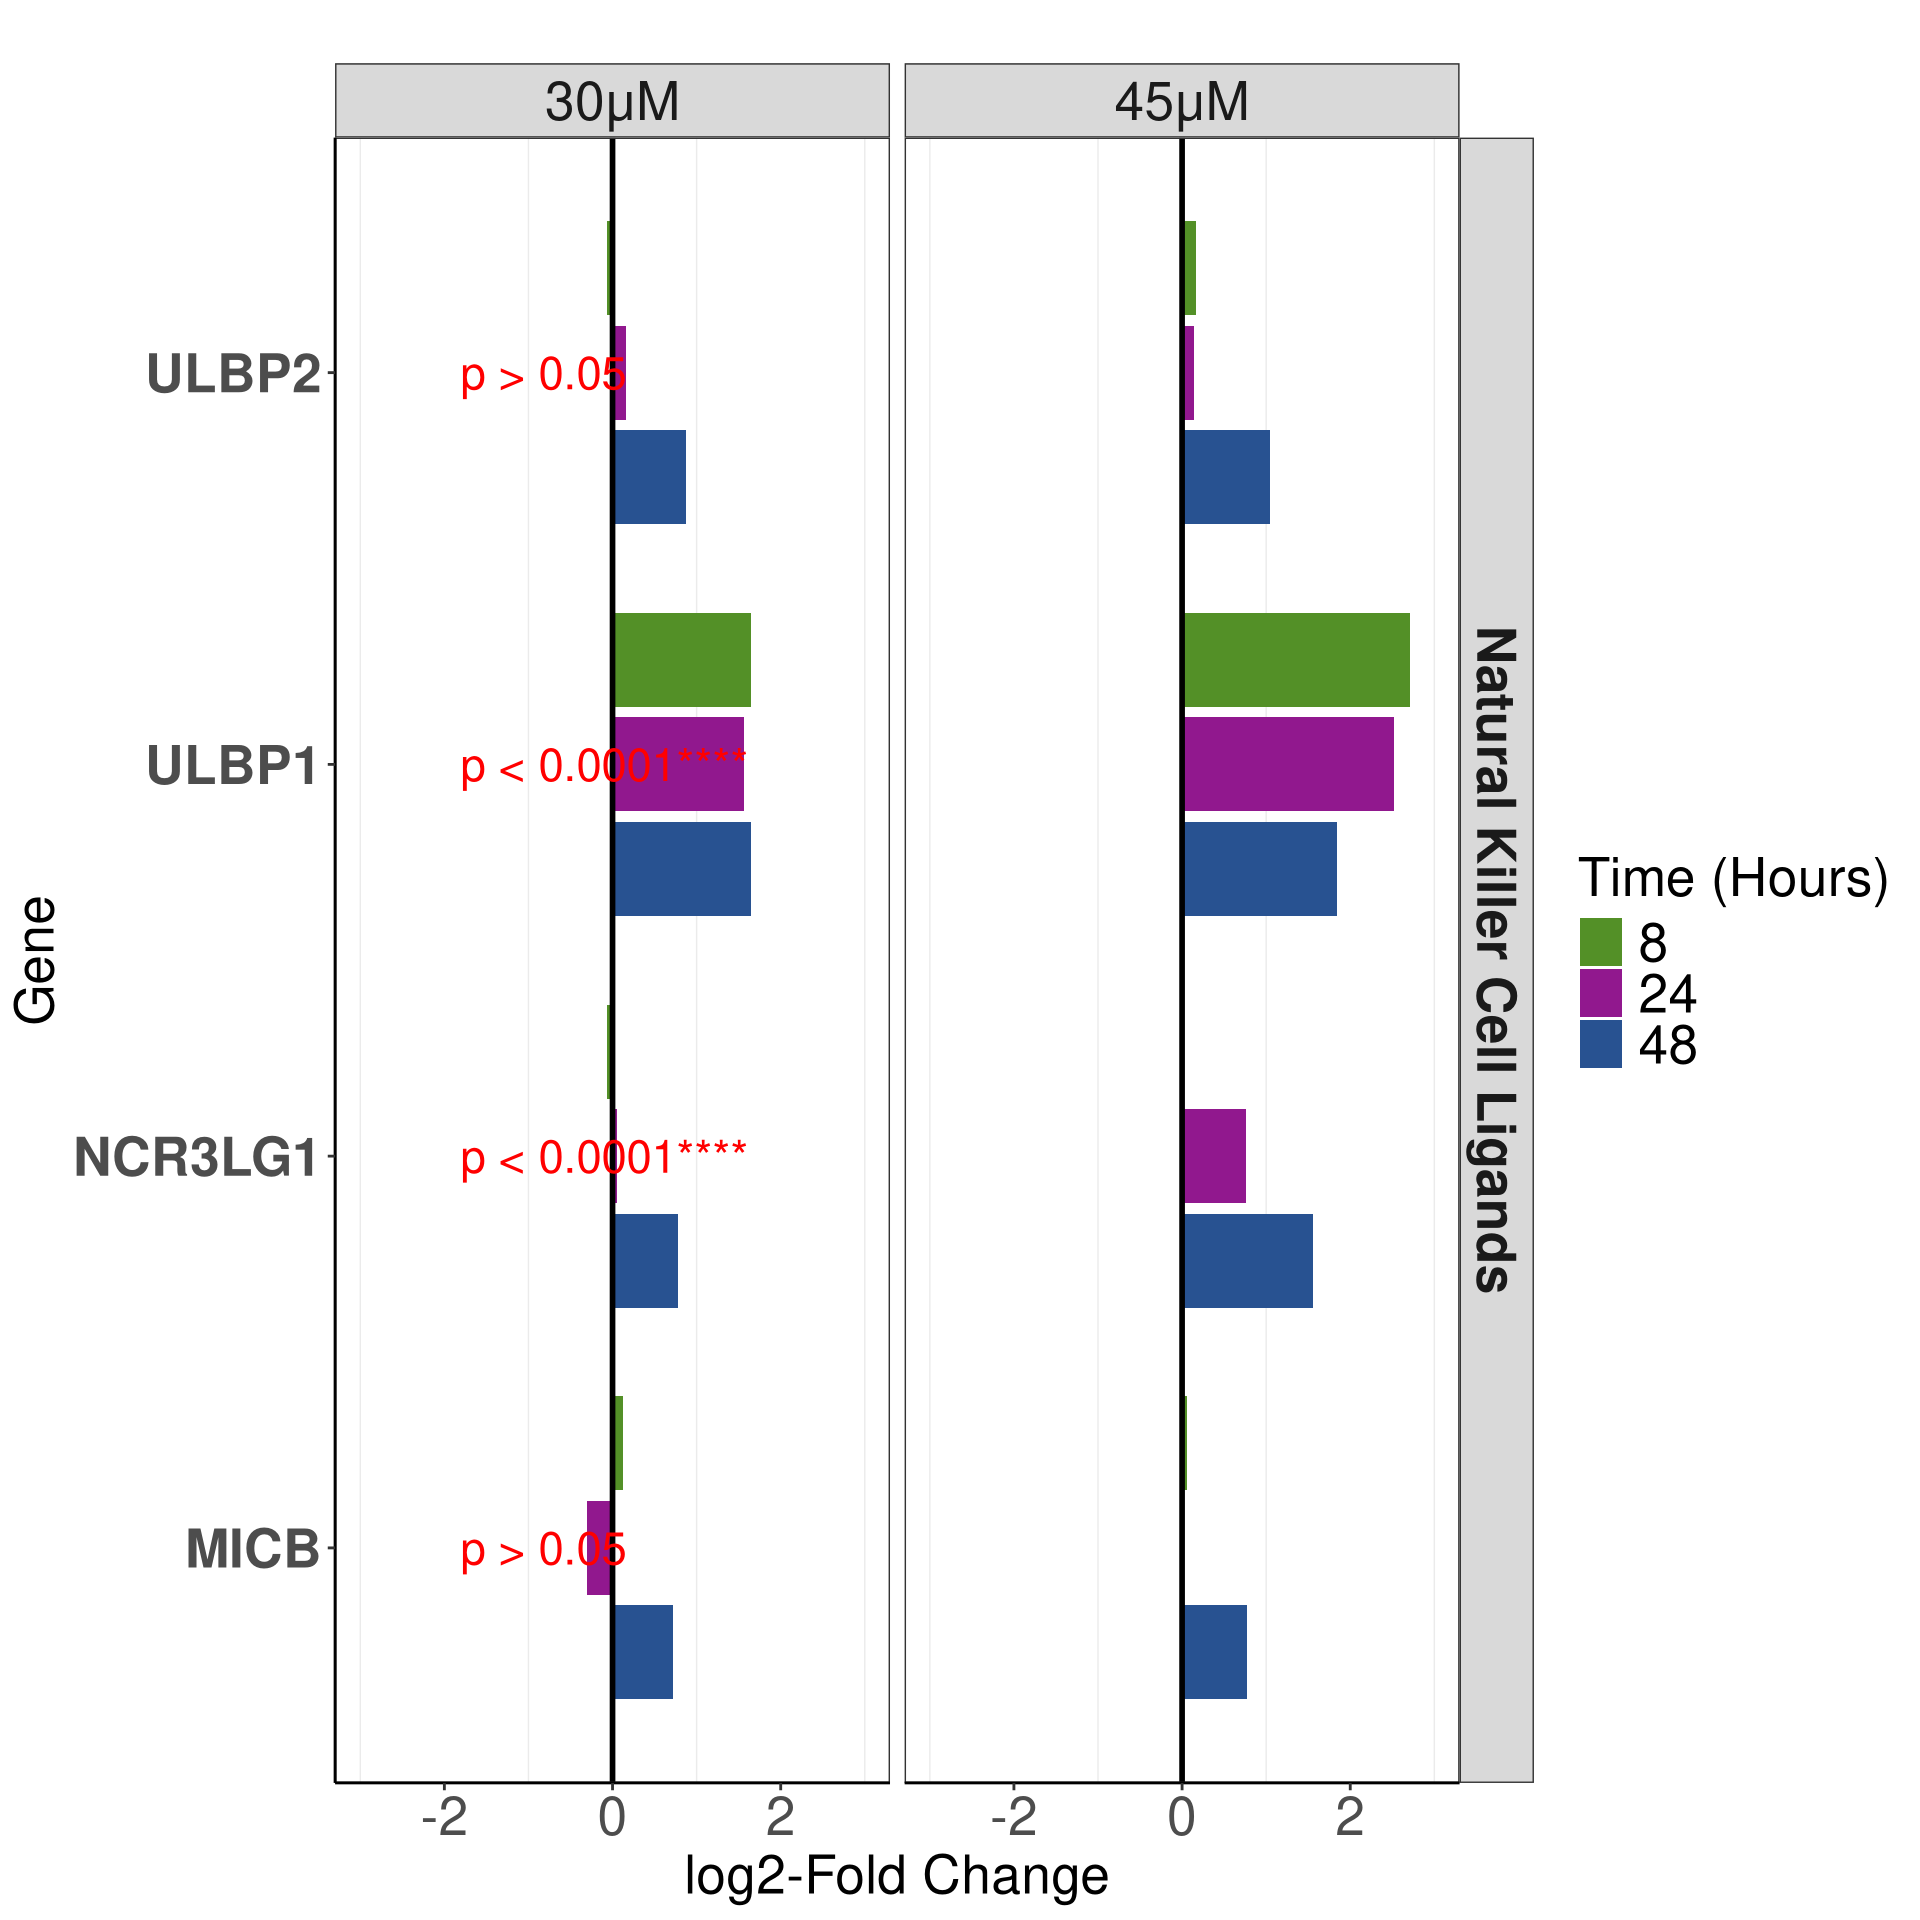 30µM
45µM
ULBP2
p > 0.05
ULBP1
p < 0.0001****
NCR3LG1
p < 0.0001****
MICB
p > 0.05
Gene
Natural Killer Cell Ligands
Time (Hours)
8
24
48
-2 0 2
-2 0 2
log2-Fold Change